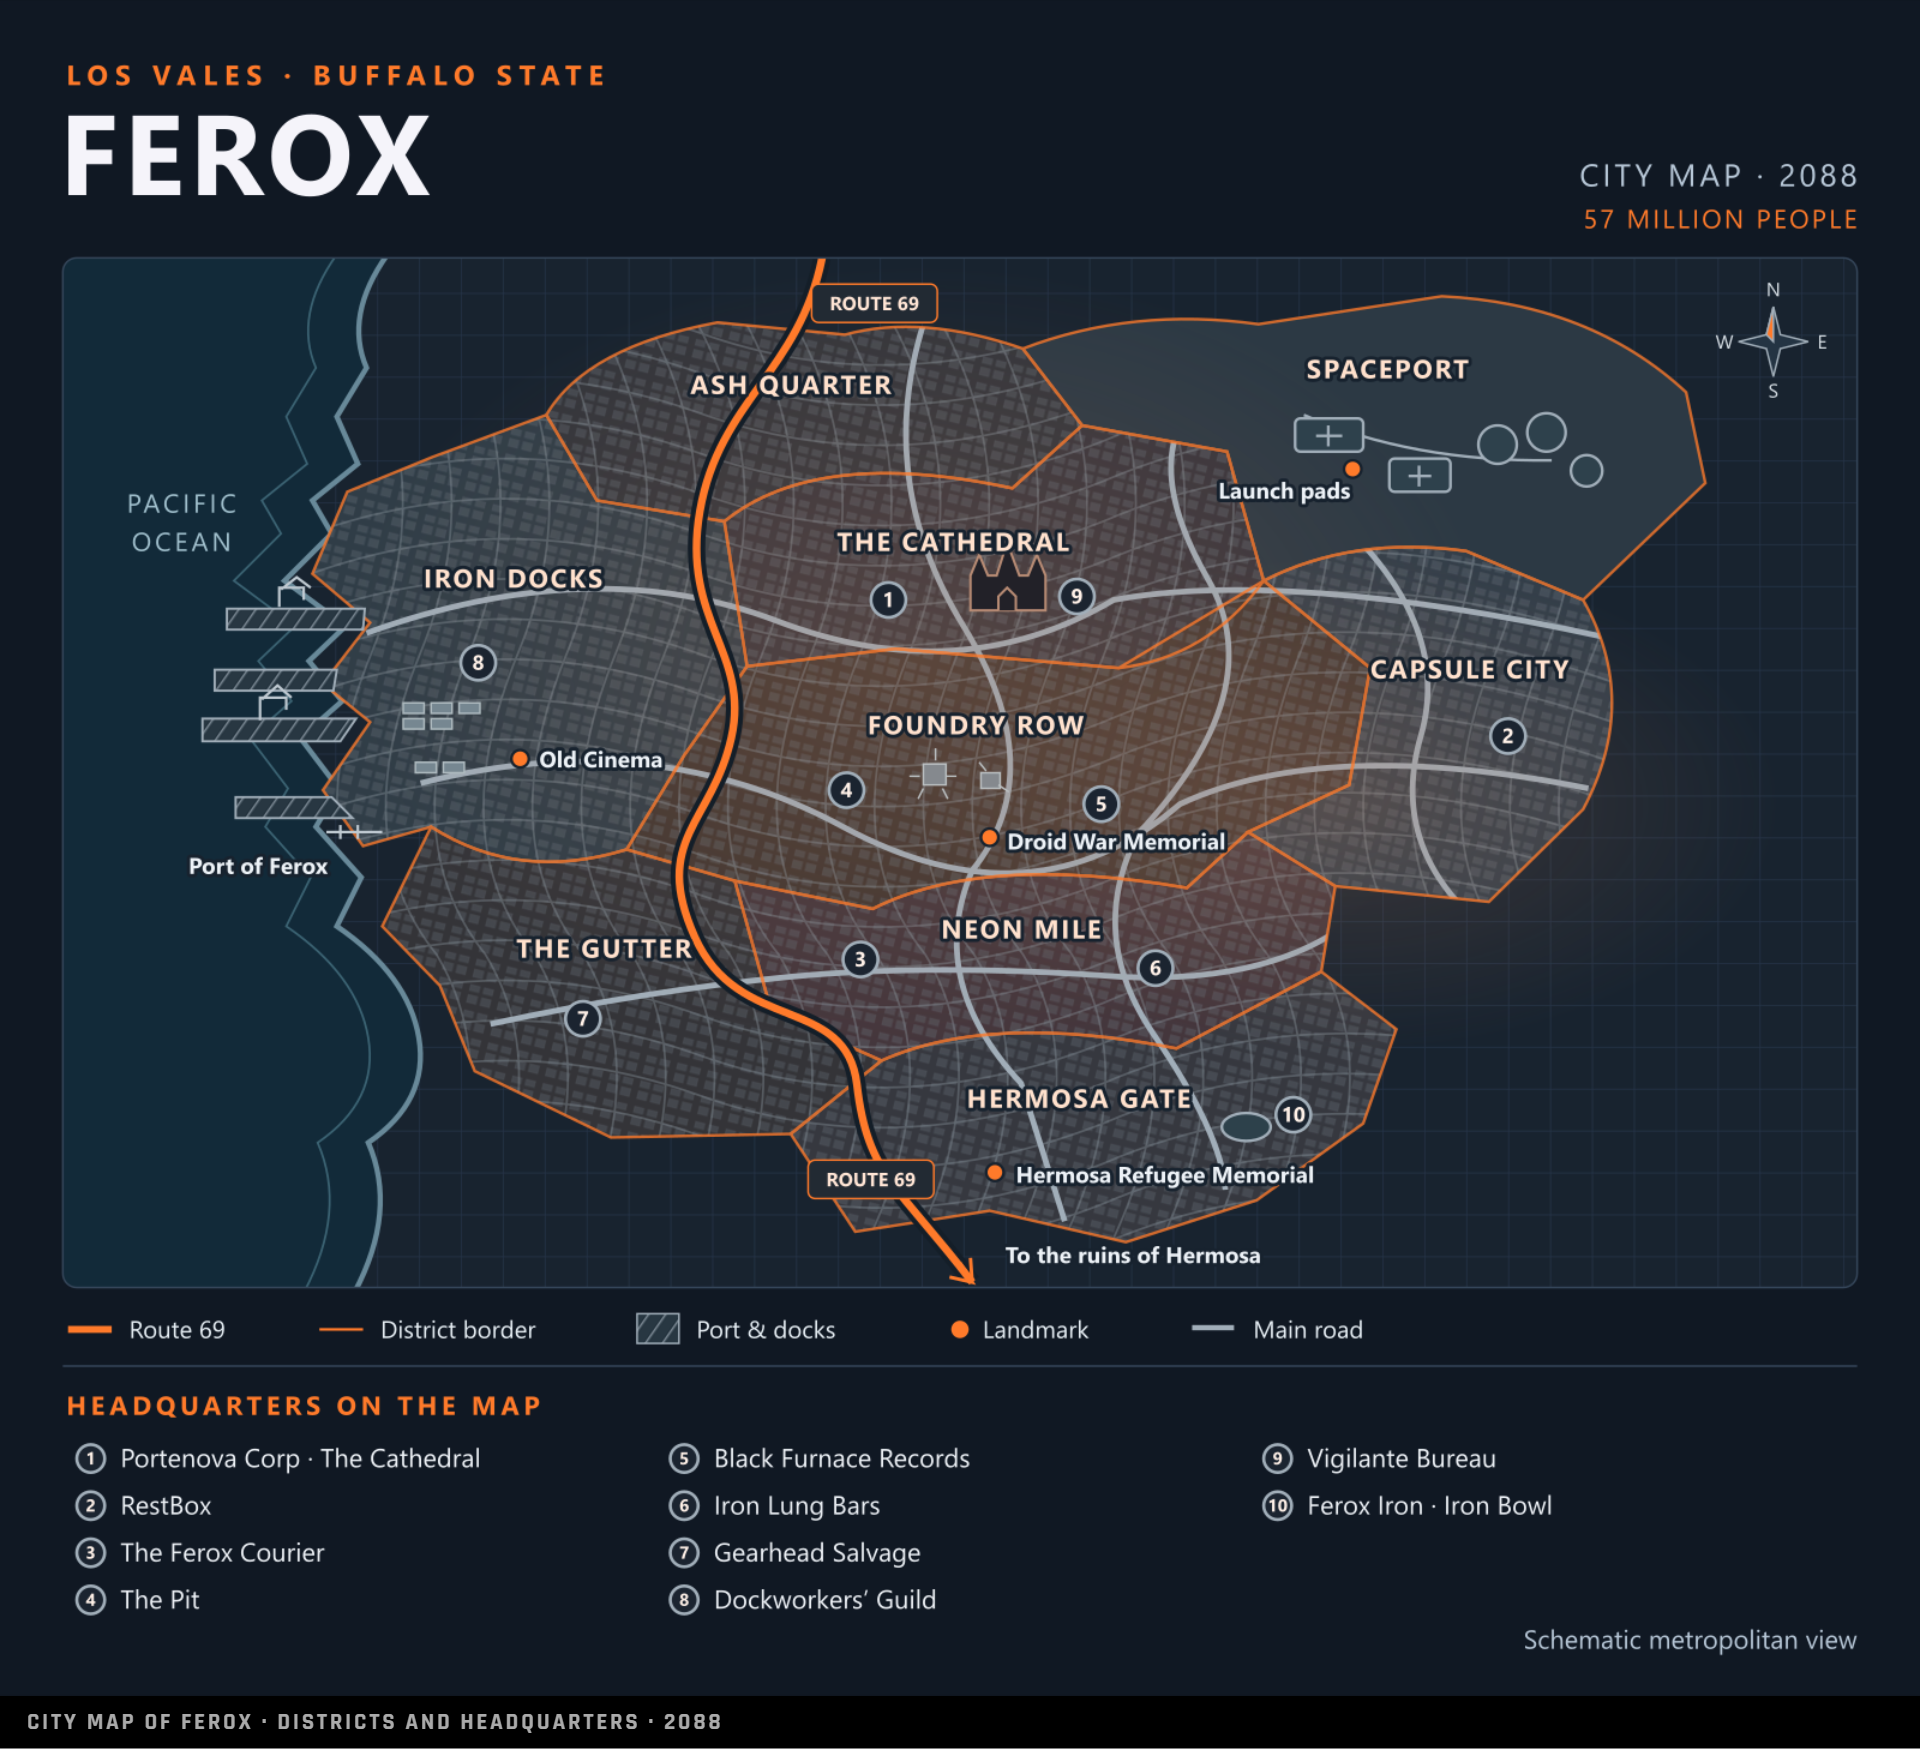 LOS VALES · BUFFALO STATE
FEROX
CITY MAP · 2088
57 MILLION PEOPLE
ROUTE 69
N
W
E
S
SPACEPORT
ASH QUARTER
Launch pads
PACIFIC
OCEAN
THE CATHEDRAL
IRON DOCKS
1
9
8
CAPSULE CITY
FOUNDRY ROW
2
Old Cinema
4
5
Droid War Memorial
Port of Ferox
NEON MILE
THE GUTTER
3
6
7
HERMOSA GATE
10
ROUTE 69
Hermosa Refugee Memorial
To the ruins of Hermosa
Route 69
District border
Port & docks
Landmark
Main road
HEADQUARTERS ON THE MAP
1 Portenova Corp · The Cathedral
2 RestBox
3 The Ferox Courier
4 The Pit
5 Black Furnace Records
6 Iron Lung Bars
7 Gearhead Salvage
8 Dockworkers’ Guild
9 Vigilante Bureau
10 Ferox Iron · Iron Bowl
Schematic metropolitan view
CITY MAP OF FEROX · DISTRICTS AND HEADQUARTERS · 2088